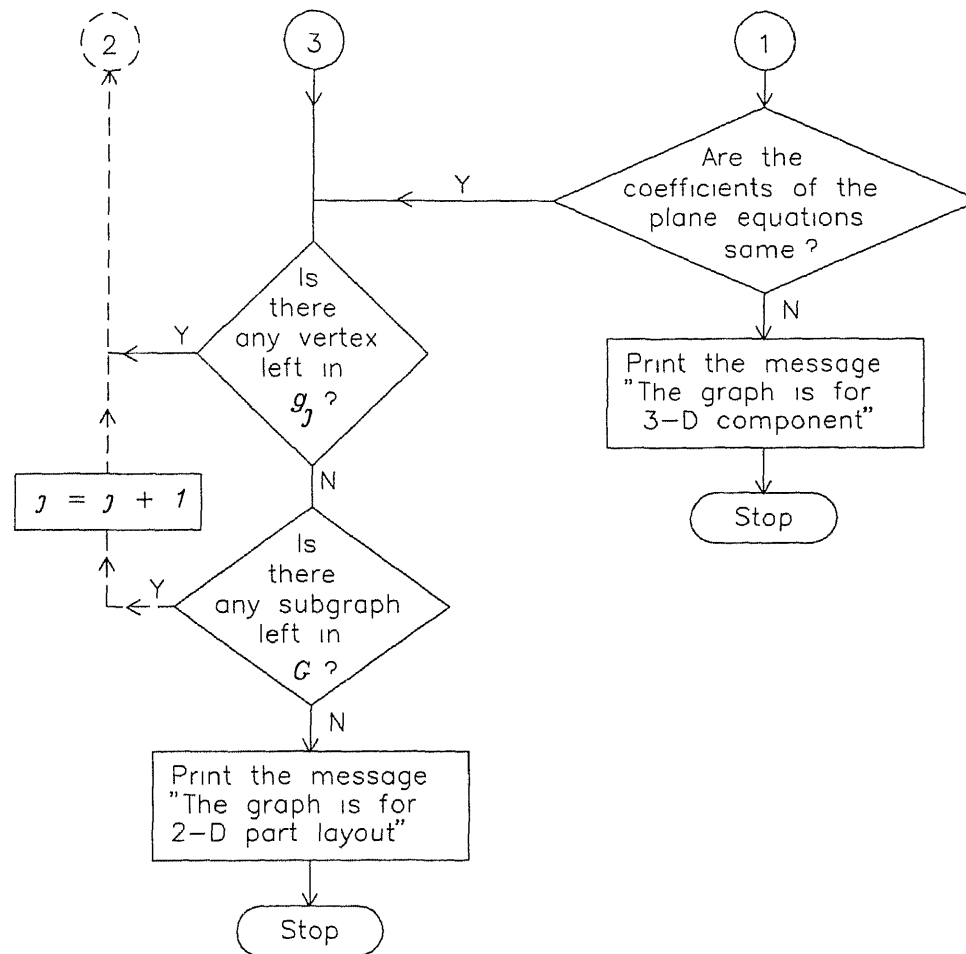 2
3
1
Are the
coefficients of the
plane equations
same ?
Y
N
Print the message
"The graph is for
3-D component"
Stop
Is
there
any vertex
left in
gj ?
Y
N
j = j + 1
Is
there
any subgraph
left in
G ?
Y
N
Print the message
"The graph is for
2-D part layout"
Stop